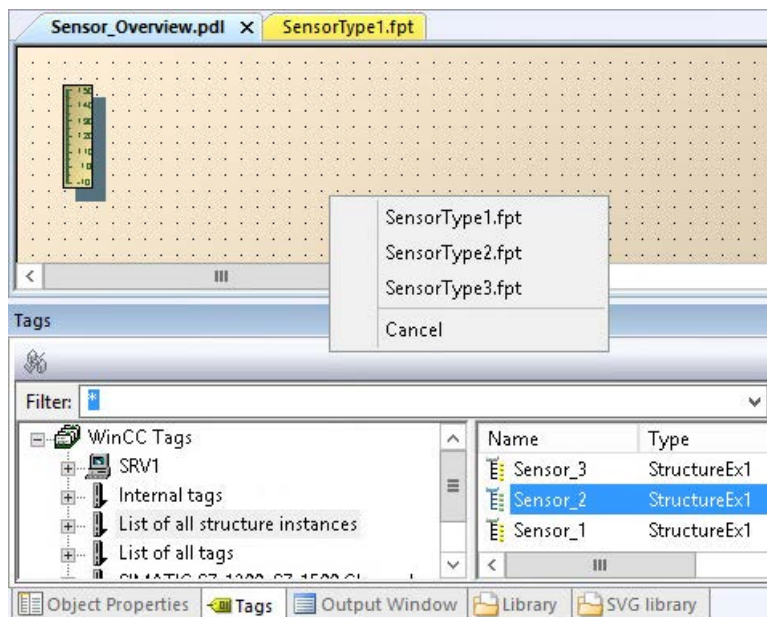 Sensor_Overview.pdl X SensorType1.fpt
SensorType1.fpt
SensorType2.fpt
SensorType3.fpt
Cancel
Tags
Filter: *
WinCC Tags
SRV1
Internal tags
List of all structure instances
List of all tags
Name Type
Sensor_3 StructureEx1
Sensor_2 StructureEx1
Sensor_1 StructureEx1
Object Properties Tags Output Window Library SVG library